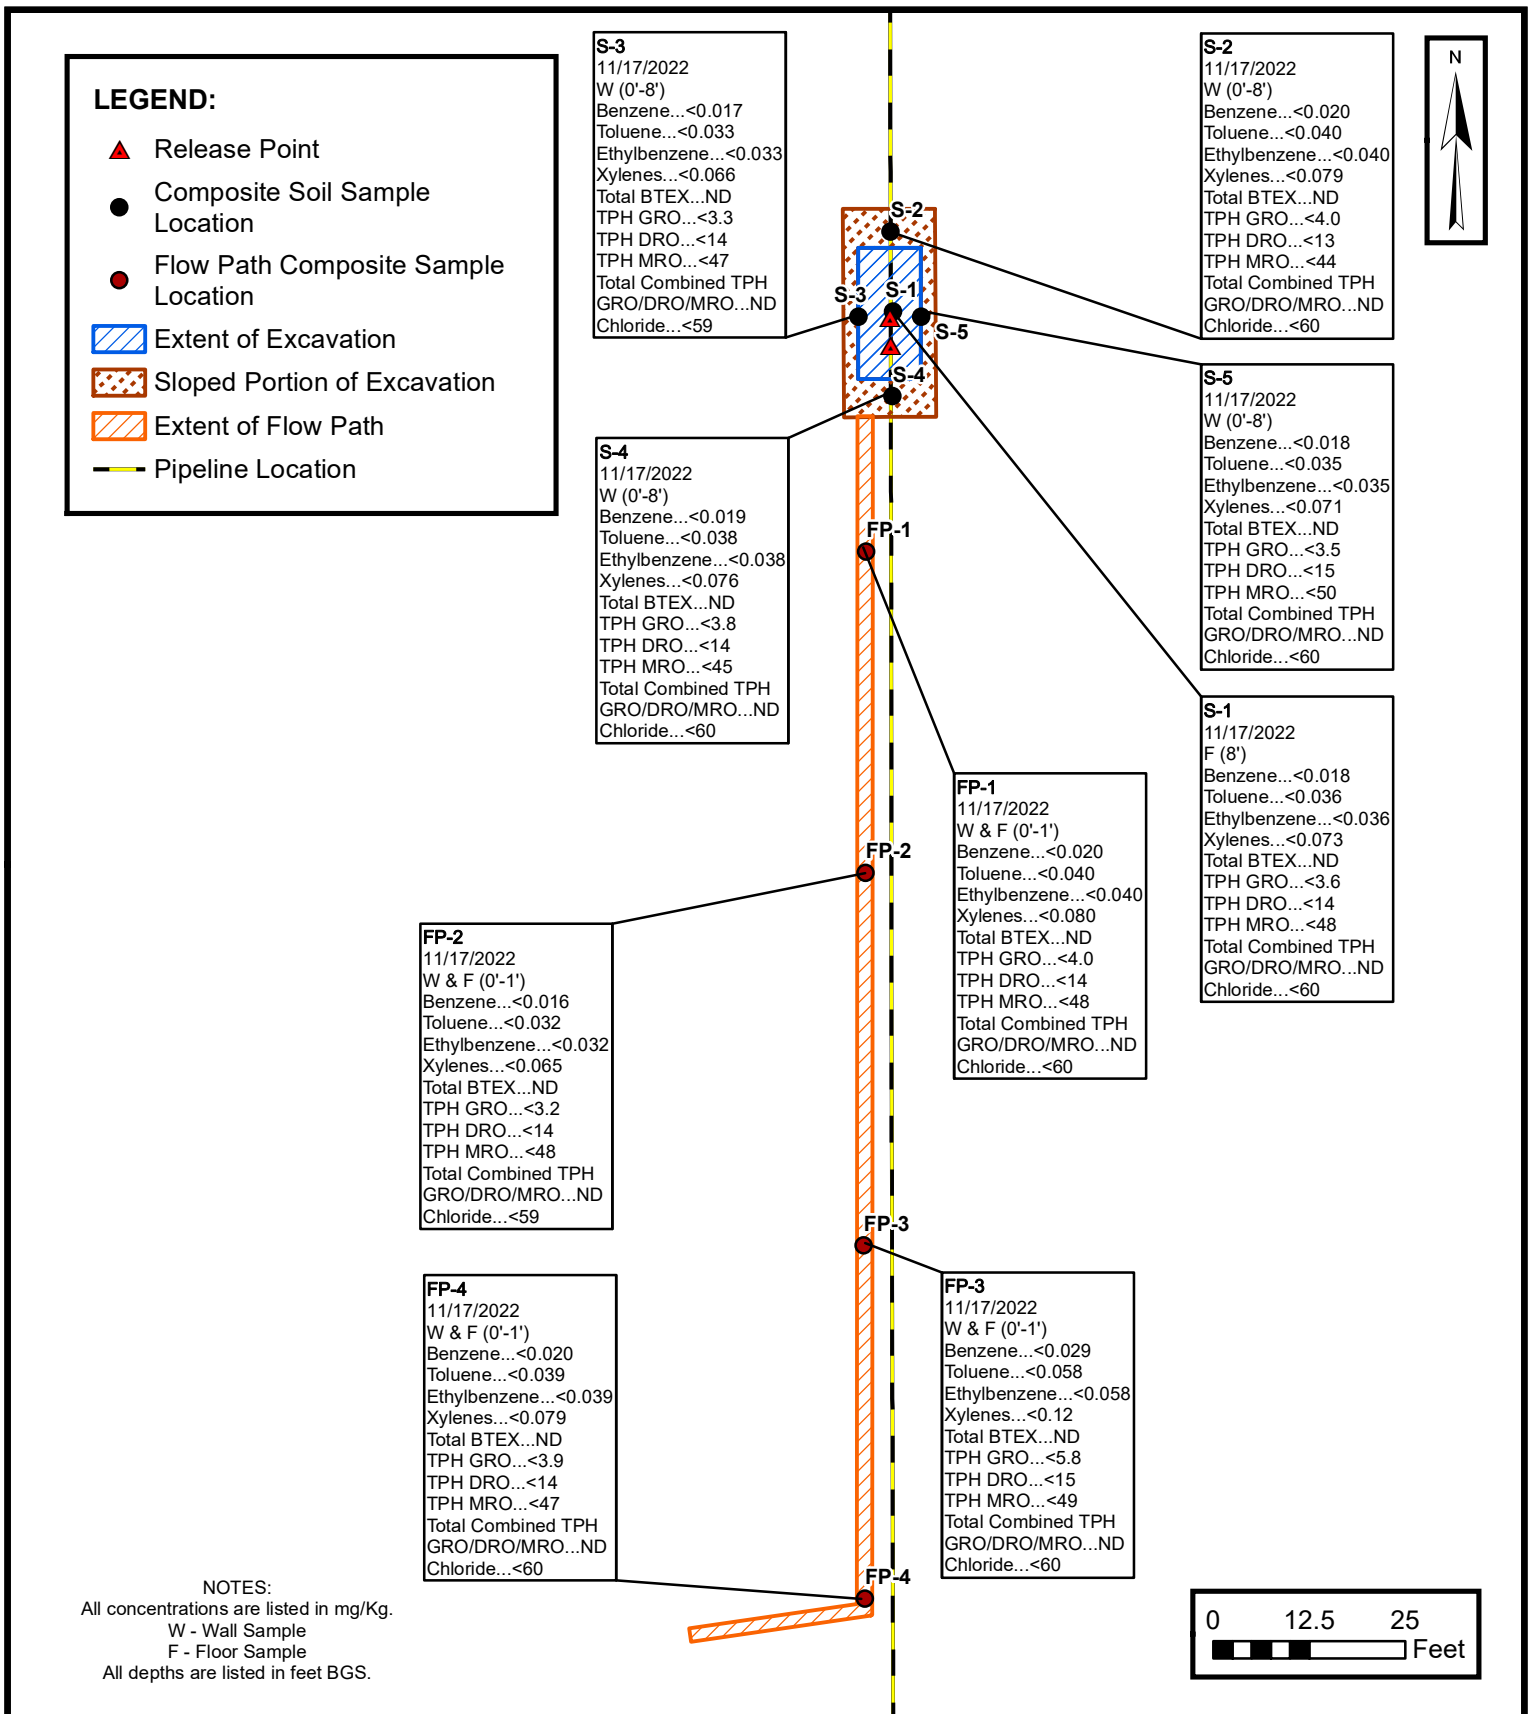 LEGEND:
Release Point
Composite Soil Sample
Location
Flow Path Composite Sample
Location
Extent of Excavation
Sloped Portion of Excavation
Extent of Flow Path
Pipeline Location
S-3
11/17/2022
W (0'-8')
Benzene...<0.017
Toluene...<0.033
Ethylbenzene...<0.033
Xylenes...<0.066
Total BTEX...ND
TPH GRO...<3.3
TPH DRO...<14
TPH MRO...<47
Total Combined TPH
GRO/DRO/MRO...ND
Chloride...<59
S-2
11/17/2022
W (0'-8')
Benzene...<0.020
Toluene...<0.040
Ethylbenzene...<0.040
Xylenes...<0.079
Total BTEX...ND
TPH GRO...<4.0
TPH DRO...<13
TPH MRO...<44
Total Combined TPH
GRO/DRO/MRO...ND
Chloride...<60
N
S-2
S-3
S-1
S-5
S-4
S-5
11/17/2022
W (0'-8')
Benzene...<0.018
Toluene...<0.035
Ethylbenzene...<0.035
Xylenes...<0.071
Total BTEX...ND
TPH GRO...<3.5
TPH DRO...<15
TPH MRO...<50
Total Combined TPH
GRO/DRO/MRO...ND
Chloride...<60
S-4
11/17/2022
W (0'-8')
Benzene...<0.019
Toluene...<0.038
Ethylbenzene...<0.038
Xylenes...<0.076
Total BTEX...ND
TPH GRO...<3.8
TPH DRO...<14
TPH MRO...<45
Total Combined TPH
GRO/DRO/MRO...ND
Chloride...<60
FP-1
S-1
11/17/2022
F (8')
Benzene...<0.018
Toluene...<0.036
Ethylbenzene...<0.036
Xylenes...<0.073
Total BTEX...ND
TPH GRO...<3.6
TPH DRO...<14
TPH MRO...<48
Total Combined TPH
GRO/DRO/MRO...ND
Chloride...<60
FP-1
11/17/2022
W & F (0'-1')
Benzene...<0.020
Toluene...<0.040
Ethylbenzene...<0.040
Xylenes...<0.080
Total BTEX...ND
TPH GRO...<4.0
TPH DRO...<14
TPH MRO...<48
Total Combined TPH
GRO/DRO/MRO...ND
Chloride...<60
FP-2
FP-2
11/17/2022
W & F (0'-1')
Benzene...<0.016
Toluene...<0.032
Ethylbenzene...<0.032
Xylenes...<0.065
Total BTEX...ND
TPH GRO...<3.2
TPH DRO...<14
TPH MRO...<48
Total Combined TPH
GRO/DRO/MRO...ND
Chloride...<59
FP-3
FP-4
11/17/2022
W & F (0'-1')
Benzene...<0.020
Toluene...<0.039
Ethylbenzene...<0.039
Xylenes...<0.079
Total BTEX...ND
TPH GRO...<3.9
TPH DRO...<14
TPH MRO...<47
Total Combined TPH
GRO/DRO/MRO...ND
Chloride...<60
FP-3
11/17/2022
W & F (0'-1')
Benzene...<0.029
Toluene...<0.058
Ethylbenzene...<0.058
Xylenes...<0.12
Total BTEX...ND
TPH GRO...<5.8
TPH DRO...<15
TPH MRO...<49
Total Combined TPH
GRO/DRO/MRO...ND
Chloride...<60
FP-4
NOTES:
All concentrations are listed in mg/Kg.
W - Wall Sample
F - Floor Sample
All depths are listed in feet BGS.
0 12.5 25
Feet